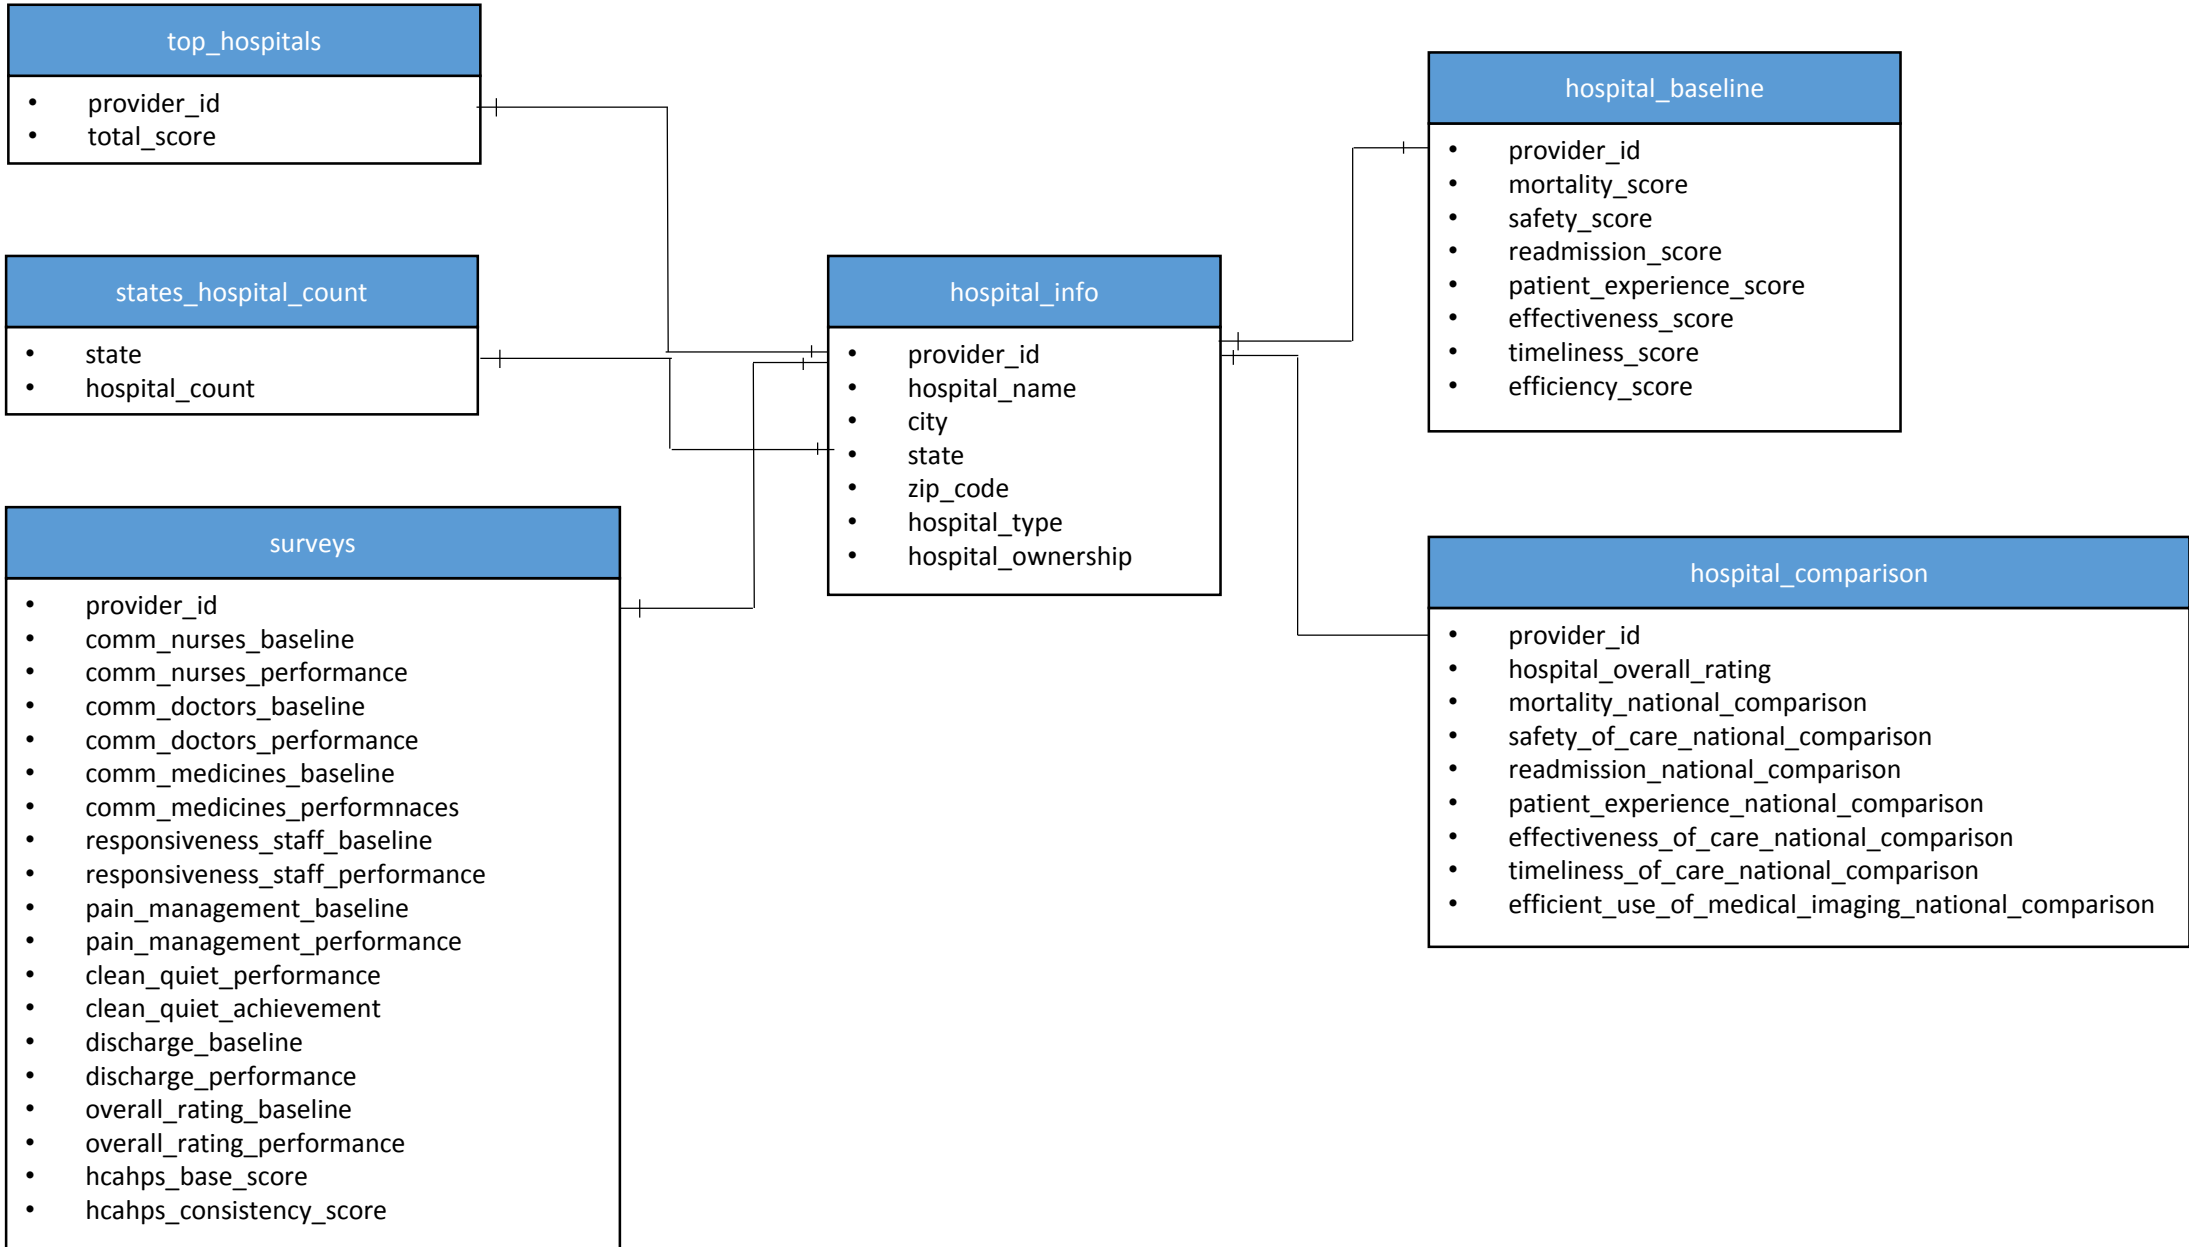 top_hospitals
• provider_id
• total_score
states_hospital_count
• state
• hospital_count
surveys
• provider_id
• comm_nurses_baseline
• comm_nurses_performance
• comm_doctors_baseline
• comm_doctors_performance
• comm_medicines_baseline
• comm_medicines_performnaces
• responsiveness_staff_baseline
• responsiveness_staff_performance
• pain_management_baseline
• pain_management_performance
• clean_quiet_performance
• clean_quiet_achievement
• discharge_baseline
• discharge_performance
• overall_rating_baseline
• overall_rating_performance
• hcahps_base_score
• hcahps_consistency_score
hospital_info
• provider_id
• hospital_name
• city
• state
• zip_code
• hospital_type
• hospital_ownership
hospital_baseline
• provider_id
• mortality_score
• safety_score
• readmission_score
• patient_experience_score
• effectiveness_score
• timeliness_score
• efficiency_score
hospital_comparison
• provider_id
• hospital_overall_rating
• mortality_national_comparison
• safety_of_care_national_comparison
• readmission_national_comparison
• patient_experience_national_comparison
• effectiveness_of_care_national_comparison
• timeliness_of_care_national_comparison
• efficient_use_of_medical_imaging_national_comparison